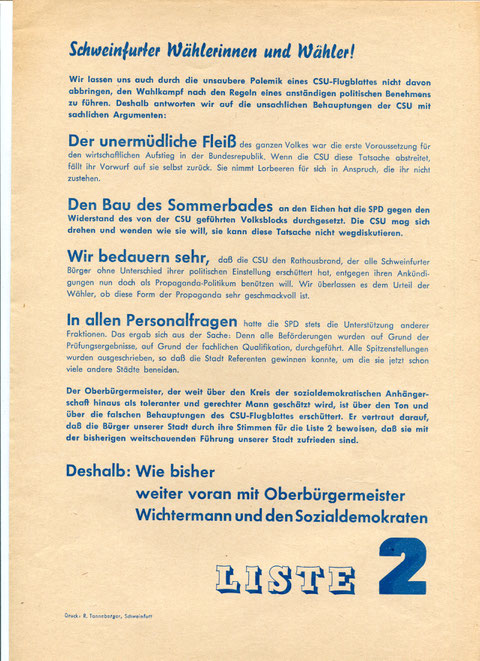 Schweinfurter Wählerinnen und Wähler!
Wir lassen uns auch durch die unsaubere Polemik eines CSU-Flugblattes nicht davon
abbringen, den Wahlkampf nach den Regeln eines anständigen politischen Benehmens
zu führen. Deshalb antworten wir auf die unsachlichen Behauptungen der CSU mit
sachlichen Argumenten:
Der unermüdliche Fleiß des ganzen Volkes war die erste Voraussetzung für
den wirtschaftlichen Aufstieg in der Bundesrepublik. Wenn die CSU diese Tatsache abstreitet,
fällt ihr Vorwurf auf sie selbst zurück. Sie nimmt Lorbeeren für sich in Anspruch, die ihr nicht
zustehen.
Den Bau des Sommerbades an den Eichen hat die SPD gegen den
Widerstand des von der CSU geführten Volksblocks durchgesetzt. Die CSU mag sich
drehen und wenden wie sie will, sie kann diese Tatsache nicht wegdiskutieren.
Wir bedauern sehr, daß die CSU den Rathausbrand, der alle Schweinfurter
Bürger ohne Unterschied ihrer politischen Einstellung erschüttert hat, entgegen ihren Ankündi-
gungen nun doch als Propaganda-Politikum benützen will. Wir überlassen es dem Urteil der
Wähler, ob diese Form der Propaganda sehr geschmackvoll ist.
In allen Personalfragen hatte die SPD stets die Unterstützung anderer
Fraktionen. Das ergab sich aus der Sache: Denn alle Beförderungen wurden auf Grund der
Prüfungsergebnisse, auf Grund der fachlichen Qualifikation, durchgeführt. Alle Spitzenstellungen
wurden ausgeschrieben, so daß die Stadt Referenten gewinnen konnte, um die sie jetzt schon
viele andere Städte beneiden.
Der Oberbürgermeister, der weit über den Kreis der sozialdemokratischen Anhänger-
schaft hinaus als toleranter und gerechter Mann geschätzt wird, ist über den Ton und
über die falschen Behauptungen des CSU-Flugblattes erschüttert. Er vertraut darauf,
daß die Bürger unserer Stadt durch ihre Stimmen für die Liste 2 beweisen, daß sie mit
der bisherigen weitschauenden Führung unserer Stadt zufrieden sind.
Deshalb: Wie bisher
weiter voran mit Oberbürgermeister
Wichtermann und den Sozialdemokraten
LISTE 2
Druck: R. Tanneberger, Schweinfurt